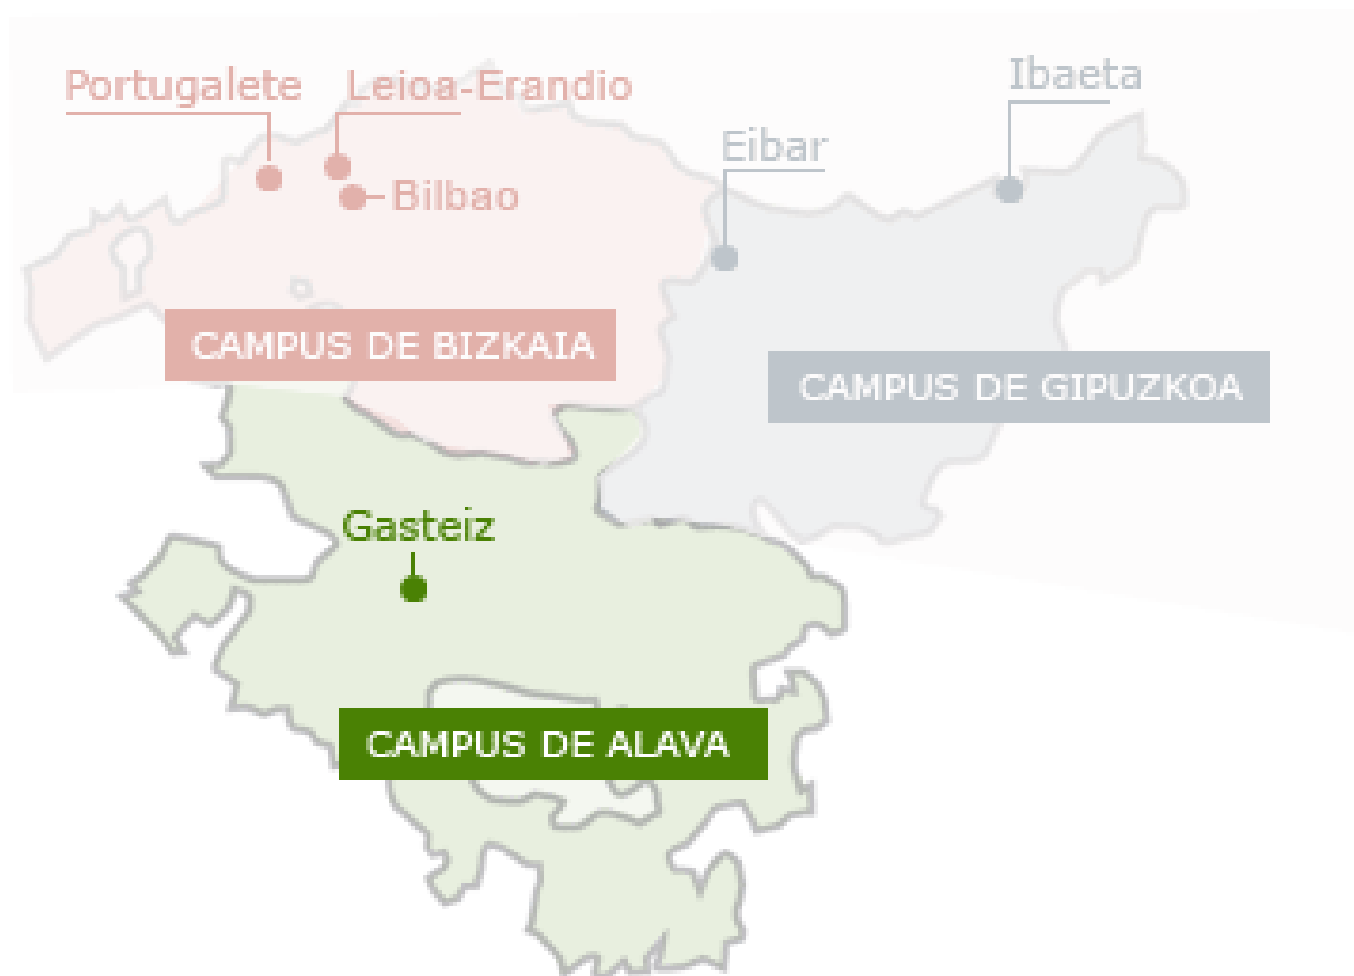 Portugalete
Leioa-Erandio
Ibaeta
Eibar
Bilbao
CAMPUS DE BIZKAIA
CAMPUS DE GIPUZKOA
Gasteiz
CAMPUS DE ALAVA